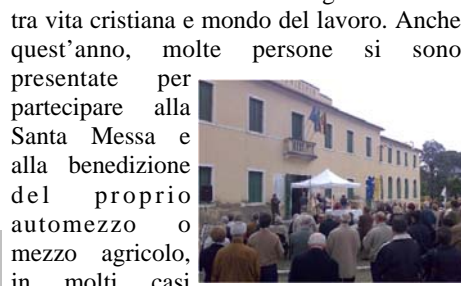 tra vita cristiana e mondo del lavoro. Anche
quest’anno, molte persone si sono
presentate per
partecipare alla
Santa Messa e
alla benedizione
del proprio
automezzo o
mezzo agricolo,
in molti casi